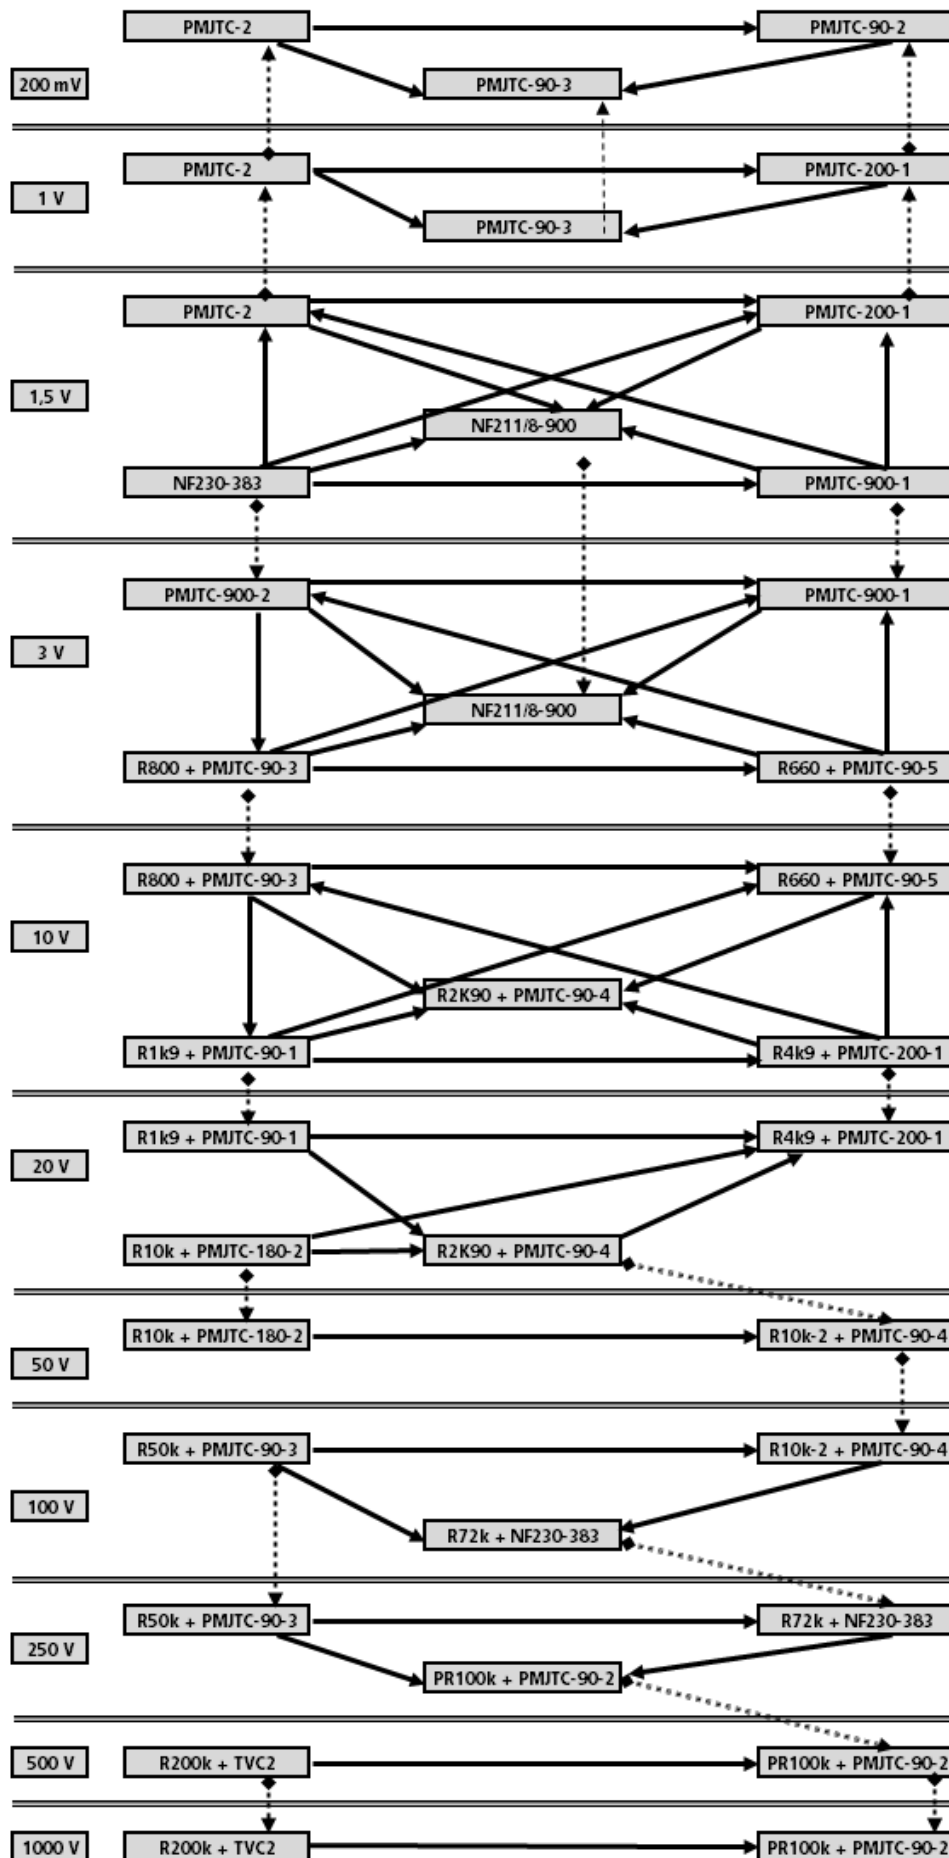 PMJTC-2 PMJTC-90-2
200 mV PMJTC-90-3
PMJTC-2 PMJTC-200-1
1 V
PMJTC-90-3
PMJTC-2 PMJTC-200-1
1,5 V
NF211/8-900
NF230-383 PMJTC-900-1
PMJTC-900-2 PMJTC-900-1
3 V
NF211/8-900
R800 + PMJTC-90-3 R660 + PMJTC-90-5
R800 + PMJTC-90-3 R660 + PMJTC-90-5
10 V
R2K90 + PMJTC-90-4
R1k9 + PMJTC-90-1 R4k9 + PMJTC-200-1
R1k9 + PMJTC-90-1 R4k9 + PMJTC-200-1
20 V
R10k + PMJTC-180-2 R2K90 + PMJTC-90-4
R10k + PMJTC-180-2 R10k-2 + PMJTC-90-4
50 V
R50k + PMJTC-90-3 R10k-2 + PMJTC-90-4
100 V
R72k + NF230-383
R50k + PMJTC-90-3 R72k + NF230-383
250 V
PR100k + PMJTC-90-2
500 V R200k + TVC2 PR100k + PMJTC-90-2
1000 V R200k + TVC2 PR100k + PMJTC-90-2